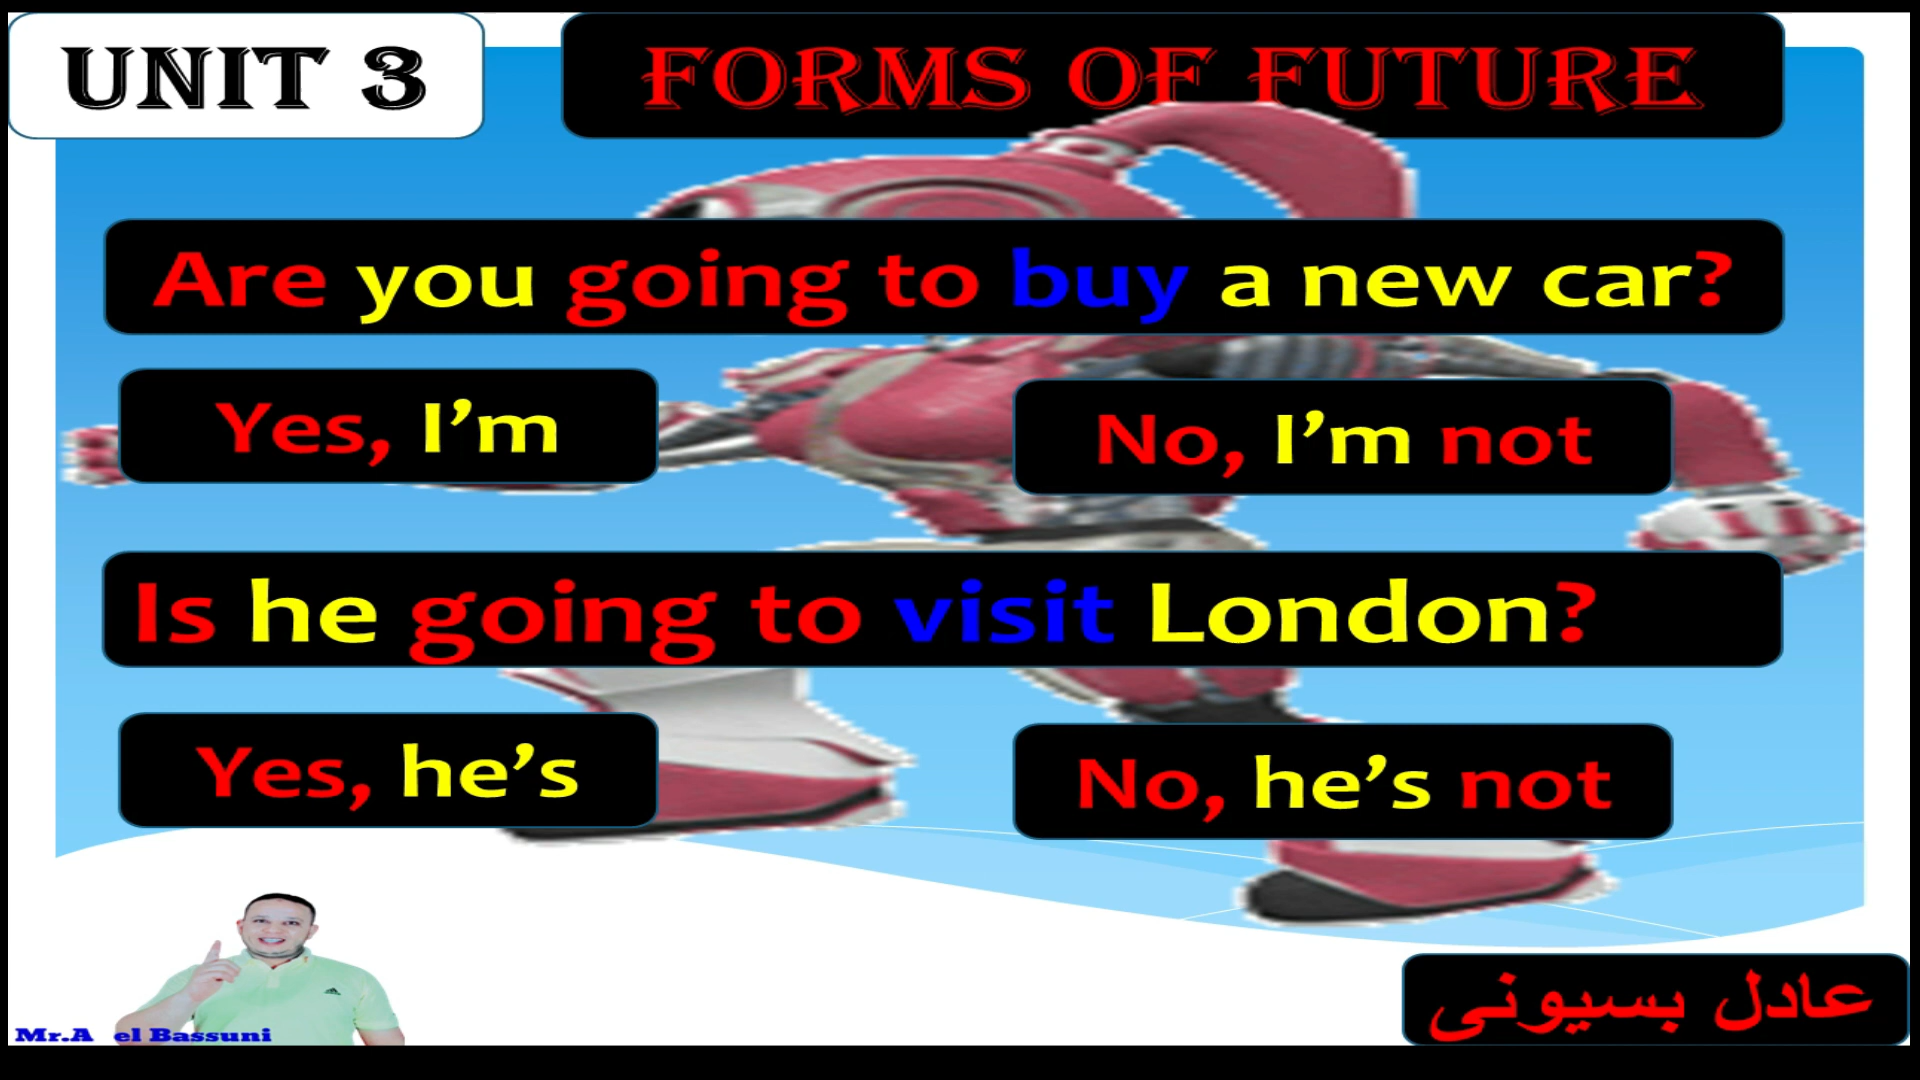 UNIT 3
FORMS OF FUTURE
Are you going to buy a new car?
Yes, I’m
No, I’m not
Is he going to visit London?
Yes, he’s
No, he’s not
Mr.A el Bassuni
عادل بسيونى